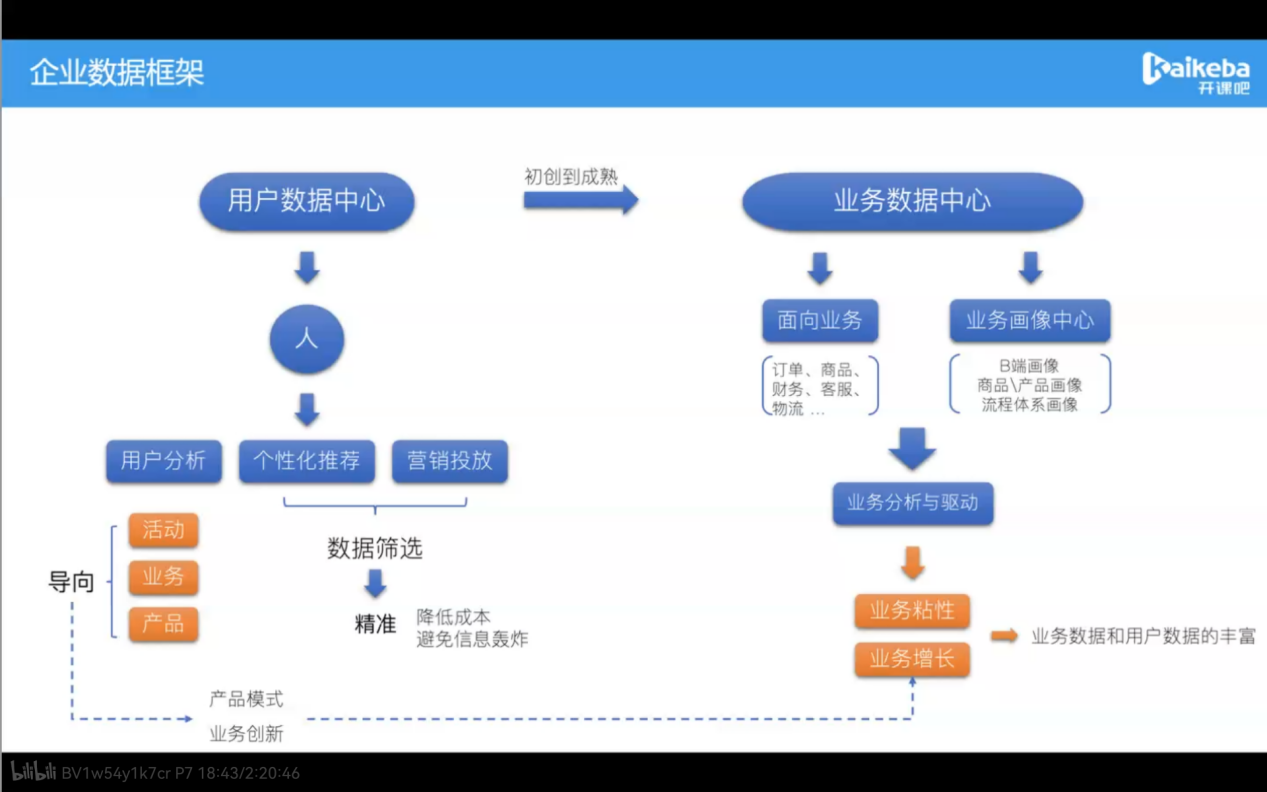 企业数据框架
Kaikeba
开课吧
用户数据中心
初创到成熟
业务数据中心
人
面向业务
业务画像中心
订单、商品、
财务、客服、
物流 ...
B端画像
商品\产品画像
流程体系画像
用户分析
个性化推荐
营销投放
业务分析与驱动
导向
活动
业务
产品
数据筛选
精准
降低成本
避免信息轰炸
业务粘性
业务增长
业务数据和用户数据的丰富
产品模式
业务创新
bilibili BV1w54y1k7cr P7 18:43/2:20:46